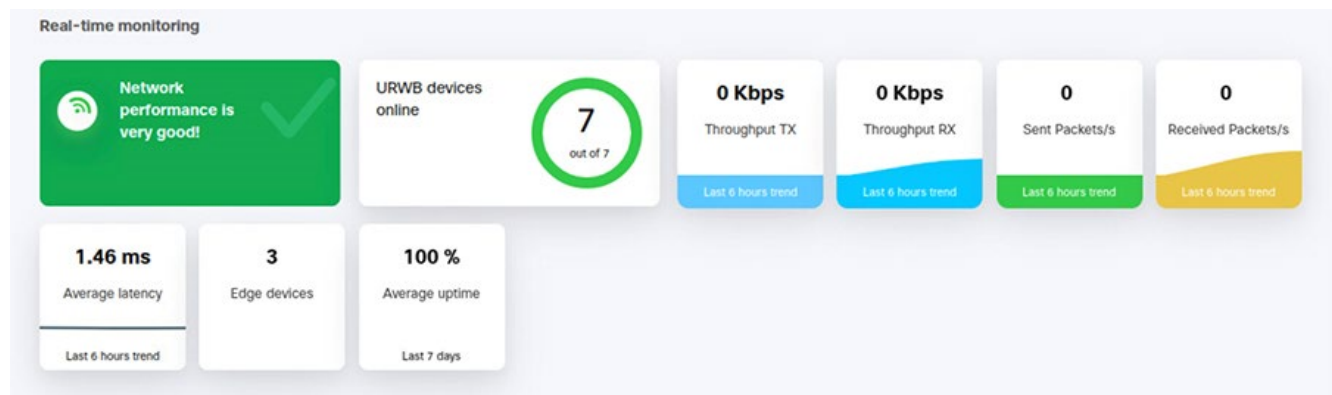 Real-time monitoring
Network
performance is
very good!
URWB devices
online
7
out of 7
0 Kbps
Throughput TX
Last 6 hours trend
0 Kbps
Throughput RX
Last 6 hours trend
0
Sent Packets/s
Last 6 hours trend
0
Received Packets/s
Last 6 hours trend
1.46 ms
Average latency
Last 6 hours trend
3
Edge devices
100 %
Average uptime
Last 7 days